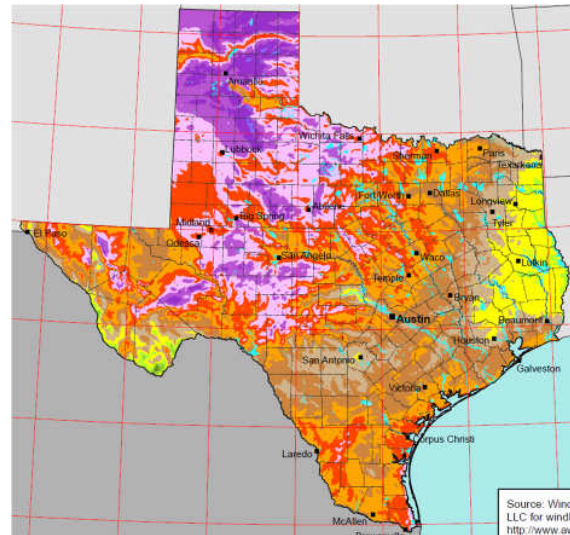 Amarillo
Wichita Falls
Lubbock
Sherman
Paris
Texarkana
Fort Worth
Dallas
Longview
Abilene
Tyler
Big Spring
Midland
El Paso
Odessa
Waco
San Angelo
Lufkin
Temple
Bryan
Austin
Beaumont
Houston
San Antonio
Galveston
Victoria
Corpus Christi
Laredo
Source: Wind
LLC for windl
http://www.aw
McAllen